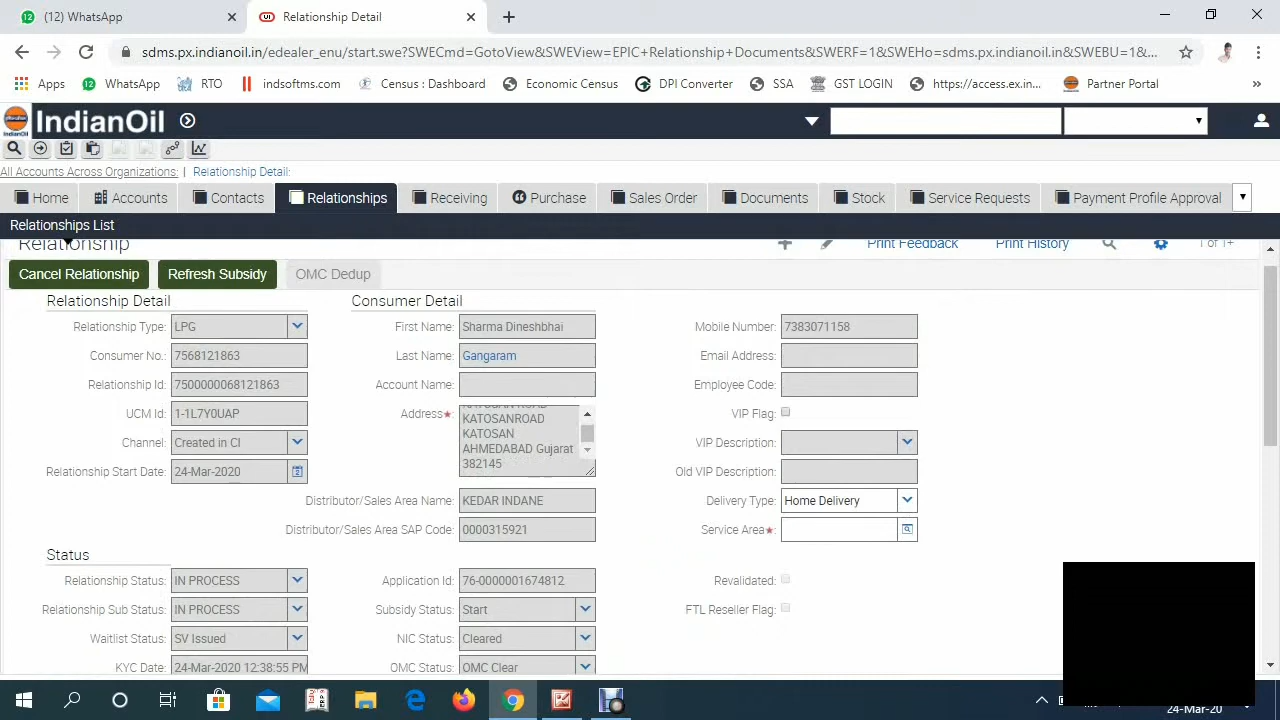 (12) WhatsApp
Relationship Detail
sdms.px.indianoil.in/edealer_enu/start.swe?SWECmd=GotoView&SWEView=EPIC+Relationship+Documents&SWERF=1&SWEHo=sdms.px.indianoil.in&SWEBU=1&...
Apps WhatsApp RTO indsoftms.com Census : Dashboard Economic Census DPI Converter SSA GST LOGIN https://access.ex.in... Partner Portal »
IndianOil
All Accounts Across Organizations: | Relationship Detail:
Home Accounts Contacts Relationships Receiving Purchase Sales Order Documents Stock Service Requests Payment Profile Approval
Relationships List
Relationship Print Feedback Print History 1 of 1+
Cancel Relationship Refresh Subsidy OMC Dedup
Relationship Detail Consumer Detail
Relationship Type: LPG First Name: Sharma Dineshbhai Mobile Number: 7383071158
Consumer No.: 7568121863 Last Name: Gangaram Email Address:
Relationship Id: 7500000068121863 Account Name: Employee Code:
UCM Id: 1-1L7Y0UAP Address★: KATOSAN ROAD VIP Flag:
KATOSANROAD
KATOSAN
Channel: Created in CI AHMEDABAD Gujarat VIP Description:
382145
Relationship Start Date: 24-Mar-2020 Old VIP Description:
Distributor/Sales Area Name: KEDAR INDANE Delivery Type: Home Delivery
Distributor/Sales Area SAP Code: 0000315921 Service Area★:
Status
Relationship Status: IN PROCESS Application Id: 76-0000001674812 Revalidated:
Relationship Sub Status: IN PROCESS Subsidy Status: Start FTL Reseller Flag:
Waitlist Status: SV Issued NIC Status: Cleared
KYC Date: 24-Mar-2020 12:38:55 PM OMC Status: OMC Clear
24-Mar-20